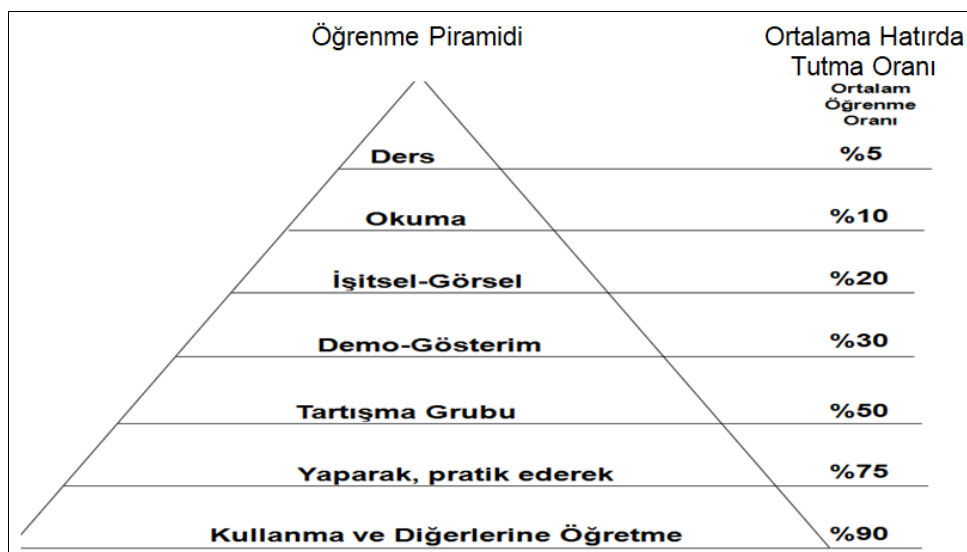 Öğrenme Piramidi
Ortalama Hatırda
Tutma Oranı
Ortalam
Öğrenme
Oranı
Ders %5
Okuma %10
İşitsel-Görsel %20
Demo-Gösterim %30
Tartışma Grubu %50
Yaparak, pratik ederek %75
Kullanma ve Diğerlerine Öğretme %90